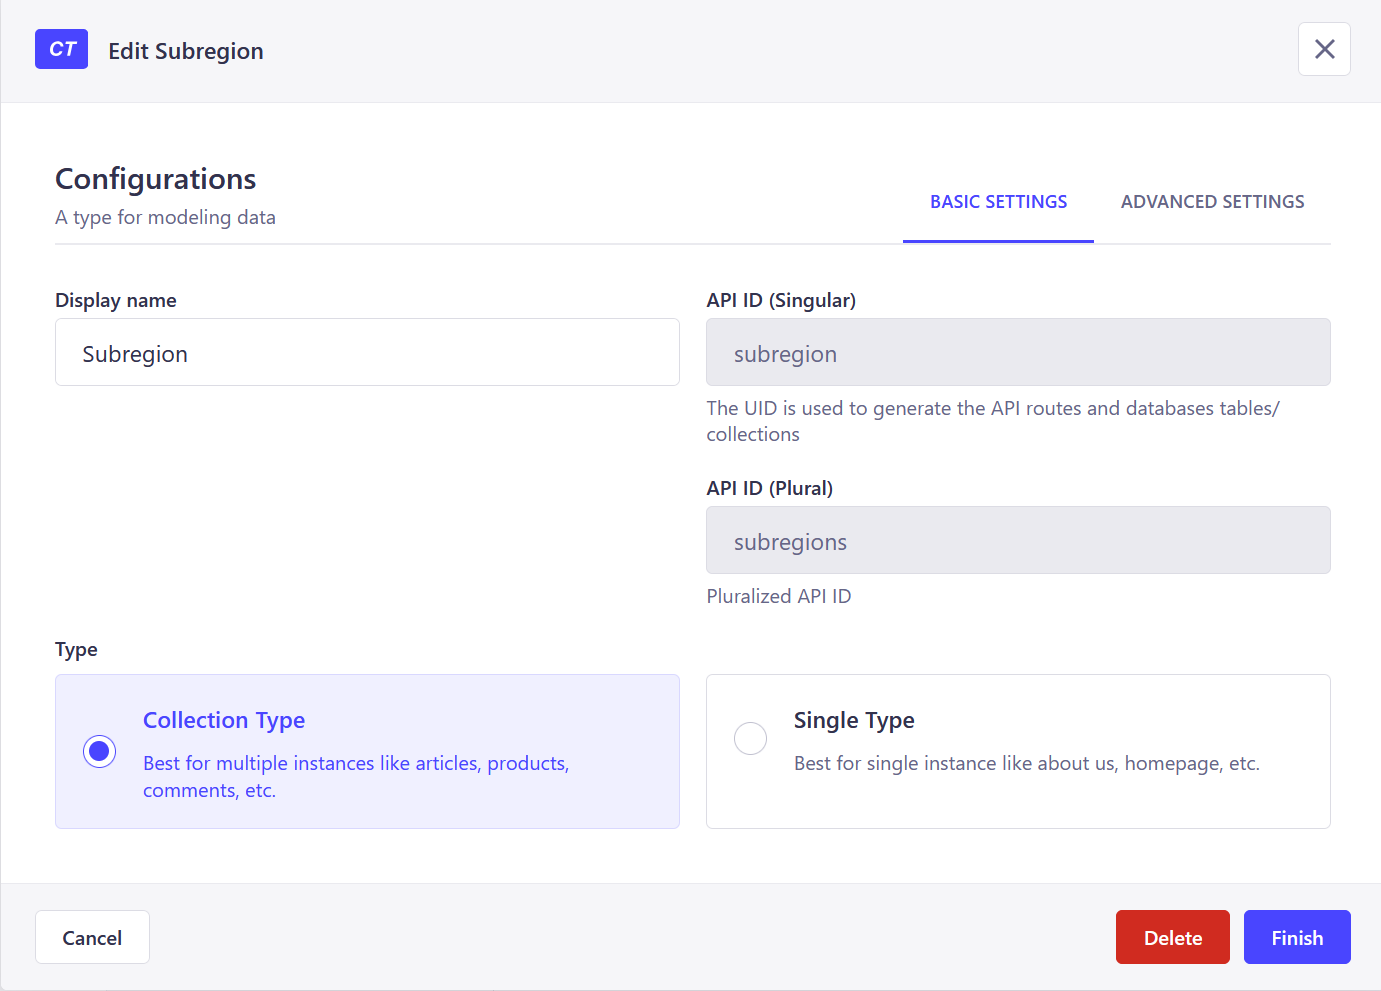 CT Edit Subregion
Configurations
A type for modeling data
BASIC SETTINGS ADVANCED SETTINGS
Display name
Subregion
API ID (Singular)
subregion
The UID is used to generate the API routes and databases tables/
collections
API ID (Plural)
subregions
Pluralized API ID
Type
Collection Type
Best for multiple instances like articles, products,
comments, etc.
Single Type
Best for single instance like about us, homepage, etc.
Cancel Delete Finish